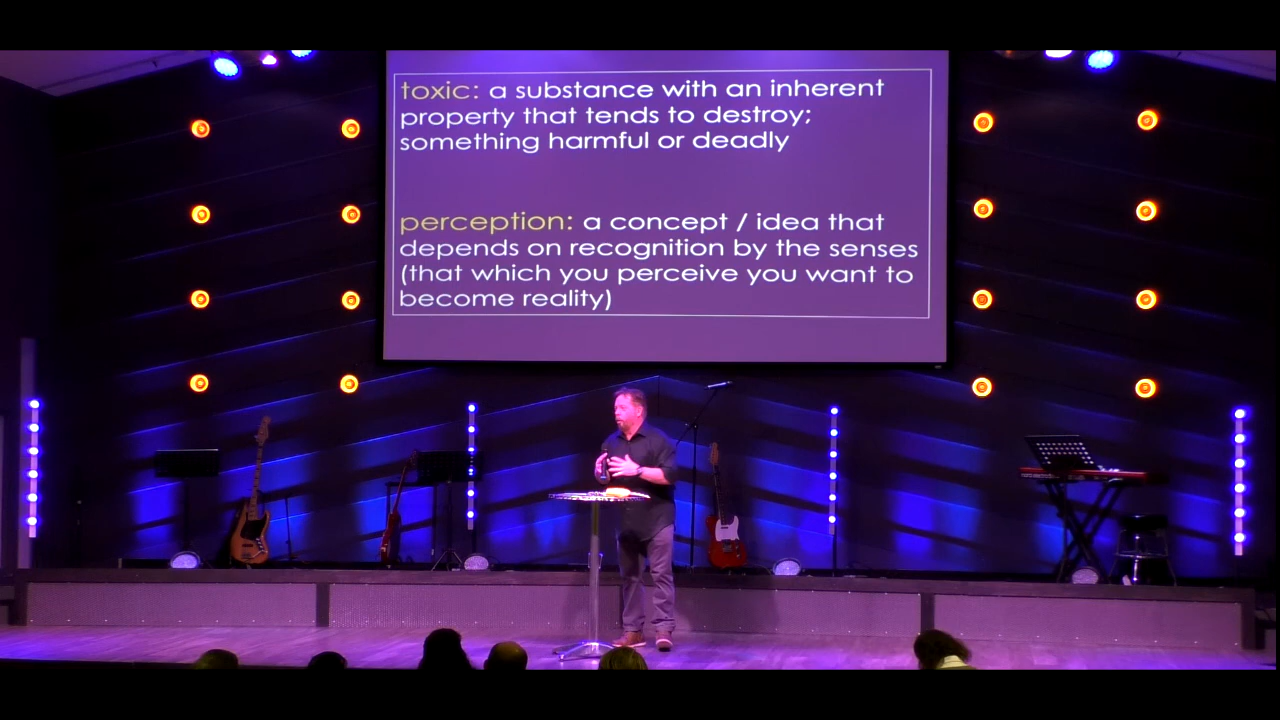 toxic: a substance with an inherent
property that tends to destroy;
something harmful or deadly
perception: a concept / idea that
depends on recognition by the senses
(that which you perceive you want to
become reality)